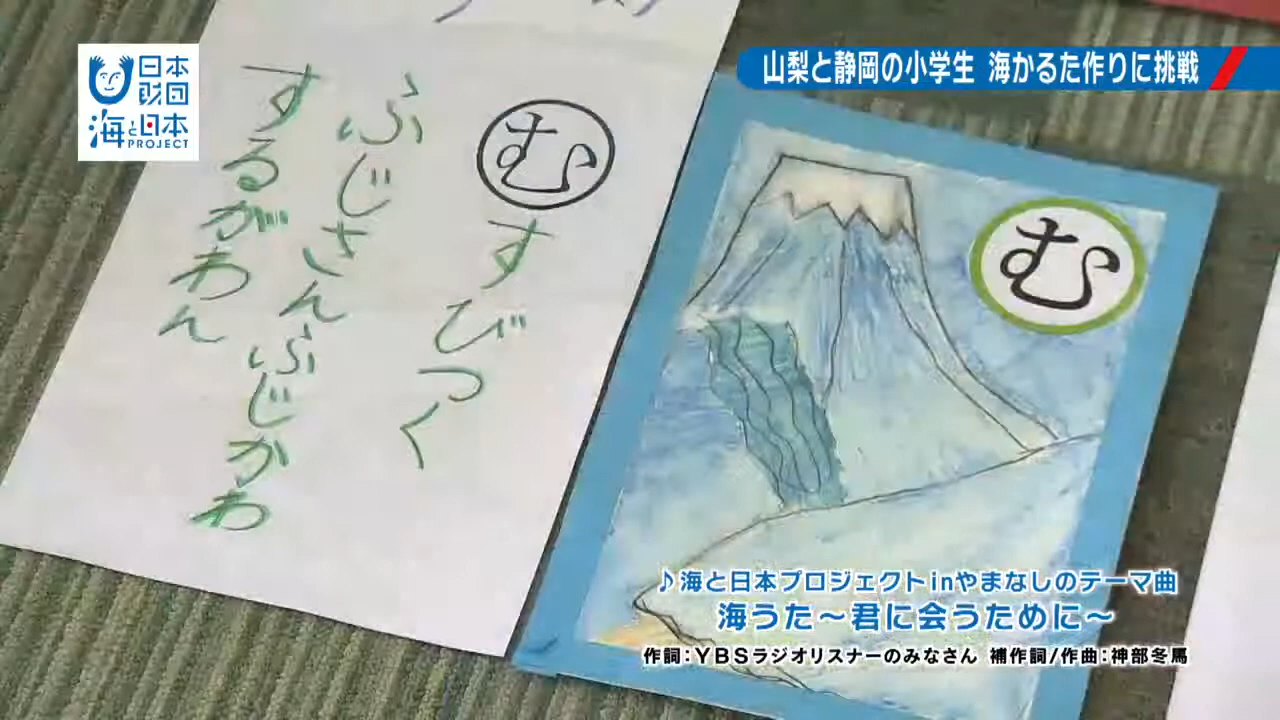 日本
財団
海と日本
PROJECT
山梨と静岡の小学生 海かるた作りに挑戦
むすびつく
ふじさんふじかわ
するがわん
む
♪海と日本プロジェクトinやまなしのテーマ曲
海うた～君に会うために～
作詞：YBSラジオリスナーのみなさん 補作詞/作曲：神部冬馬